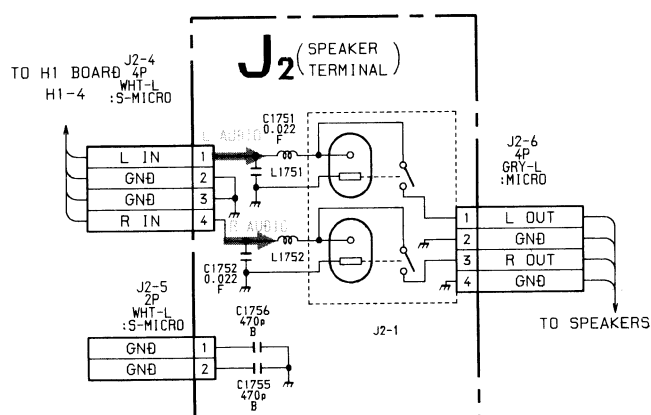 J2 (SPEAKER
TERMINAL)
J2-4
TO H1 BOARD 4P
H1-4 WHT-L
:S-MICRO
C1751
0.022
F
L AUDIO
J2-6
4P
GRY-L
:MICRO
L IN 1
GND 2
GND 3
R IN 4
L1751
R AUDIO
1 L OUT
2 GND
3 R OUT
4 GND
L1752
C1752
0.022
F
J2-5
2P
WHT-L
:S-MICRO
C1756
470p
B
J2-1
TO SPEAKERS
GND 1
GND 2
C1755
470p
B